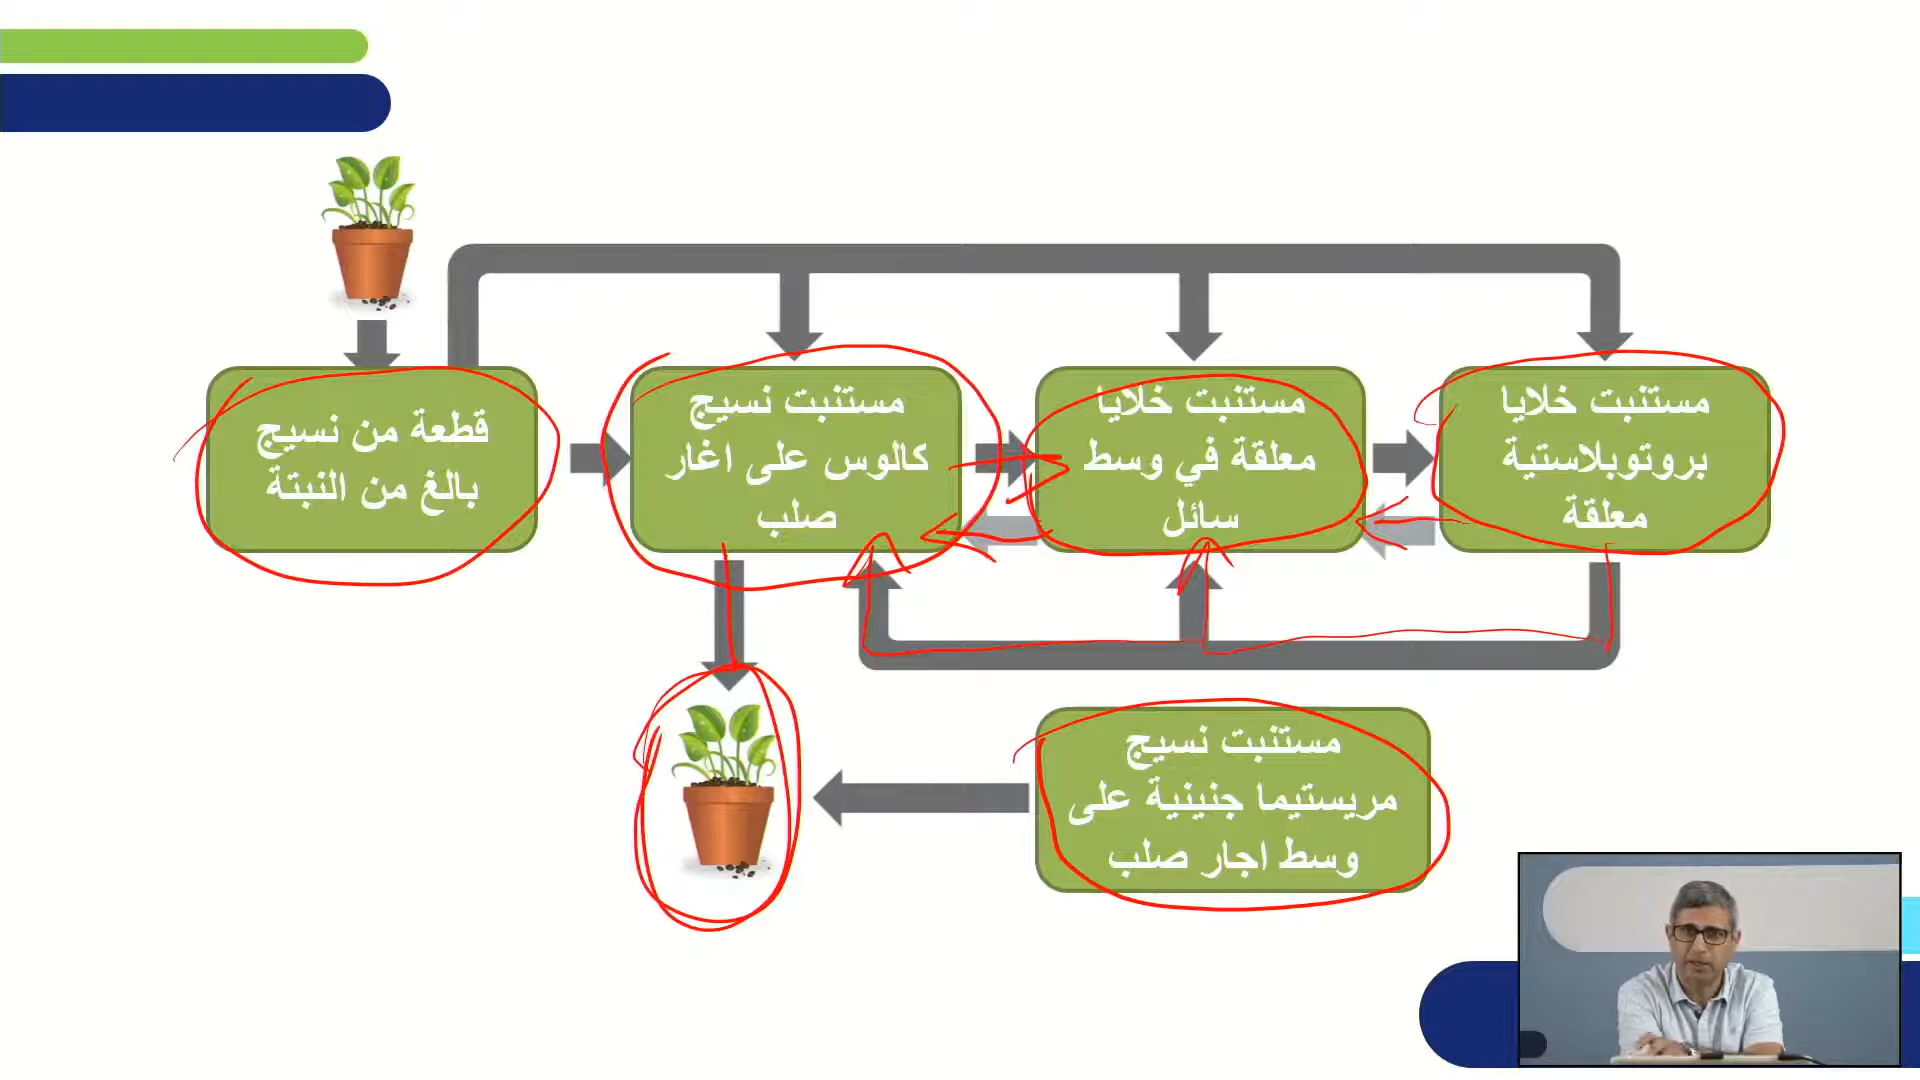 قطعة من نسيج
بالغ من النبتة
مستنبت نسيج
كالوس على اغار
صلب
مستنبت خلايا
معلقة في وسط
سائل
مستنبت خلايا
بروتوبلاستية
معلقة
مستنبت نسيج
مريستيما جنينية على
وسط اجار صلب